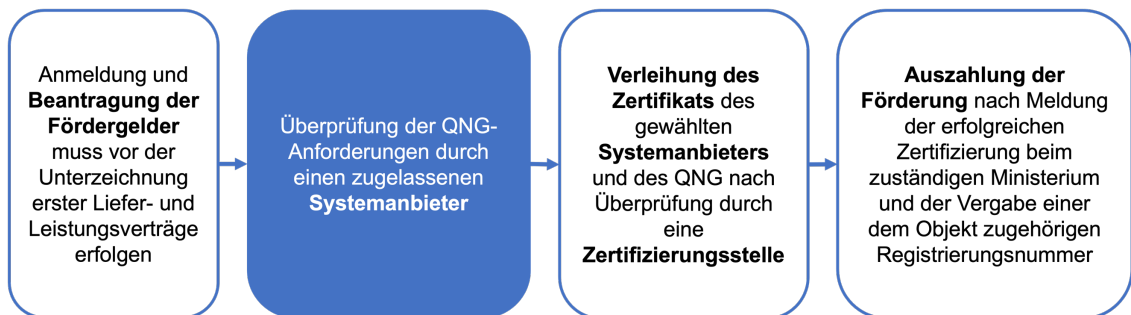 Anmeldung und
Beantragung der
Fördergelder
muss vor der
Unterzeichnung
erster Liefer- und
Leistungsverträge
erfolgen
Überprüfung der QNG-
Anforderungen durch
einen zugelassenen
Systemanbieter
Verleihung des
Zertifikats des
gewählten
Systemanbieters
und des QNG nach
Überprüfung durch
eine
Zertifizierungsstelle
Auszahlung der
Förderung nach Meldung
der erfolgreichen
Zertifizierung beim
zuständigen Ministerium
und der Vergabe einer
dem Objekt zugehörigen
Registrierungsnummer